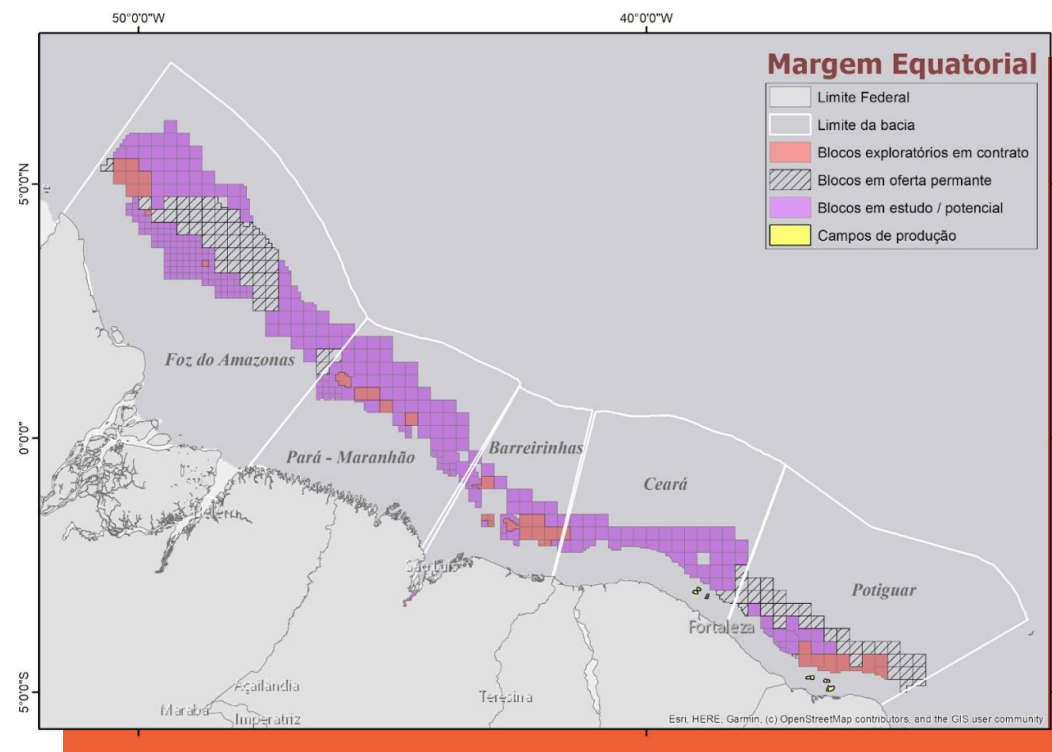 50°0'0"W
40°0'0"W
Margem Equatorial
Limite Federal
Limite da bacia
Blocos exploratórios em contrato
Blocos em oferta permante
Blocos em estudo / potencial
Campos de produção
5°0'0"N
Foz do Amazonas
0°0'0"
Pará - Maranhão
Barreirinhas
Ceará
Belém
São Luís
Potiguar
Fortaleza
5°0'0"S
Açailandia
Maraba
Imperatriz
Teresina
Esri, HERE, Garmin, (c) OpenStreetMap contributors, and the GIS user community